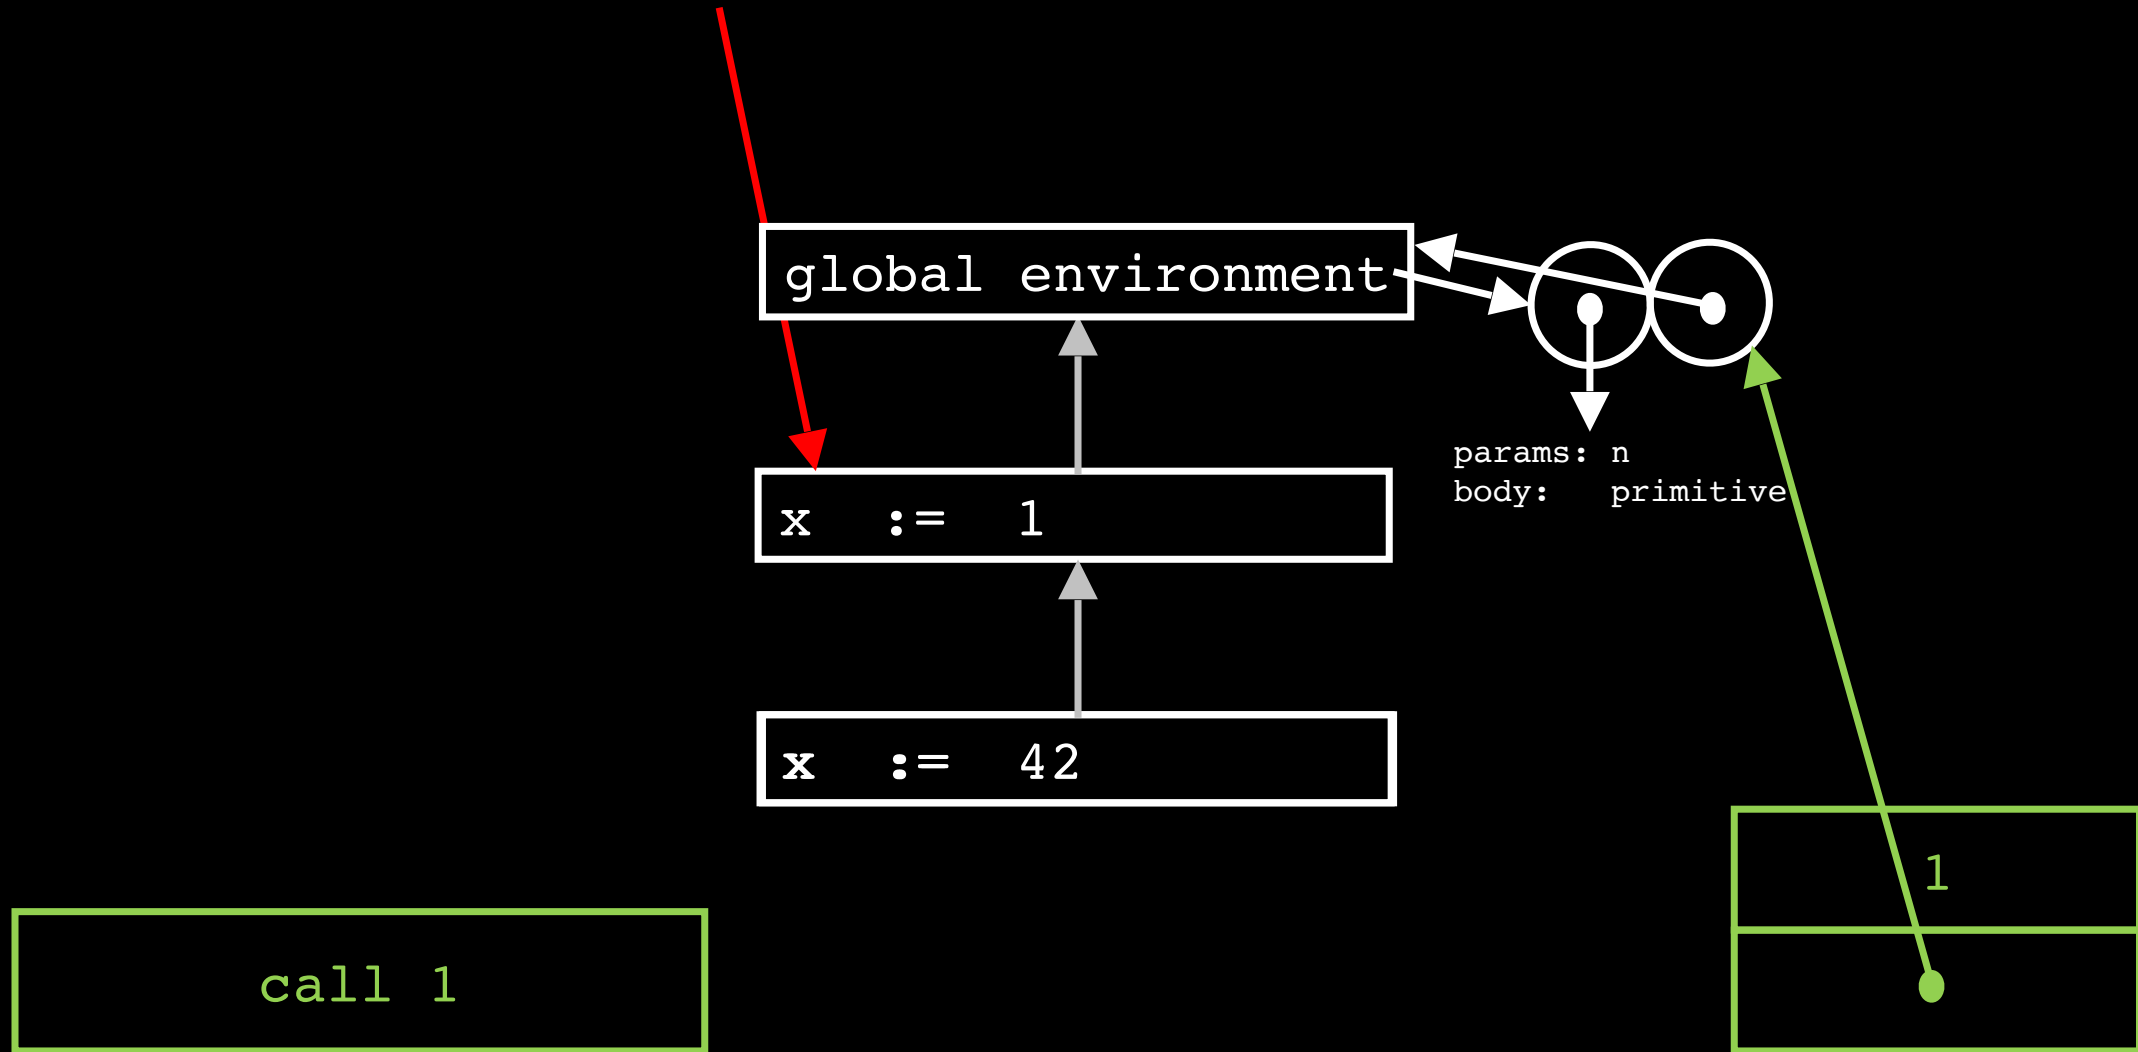 global environment
x := 1
params: n
body: primitive
x := 42
1
call 1